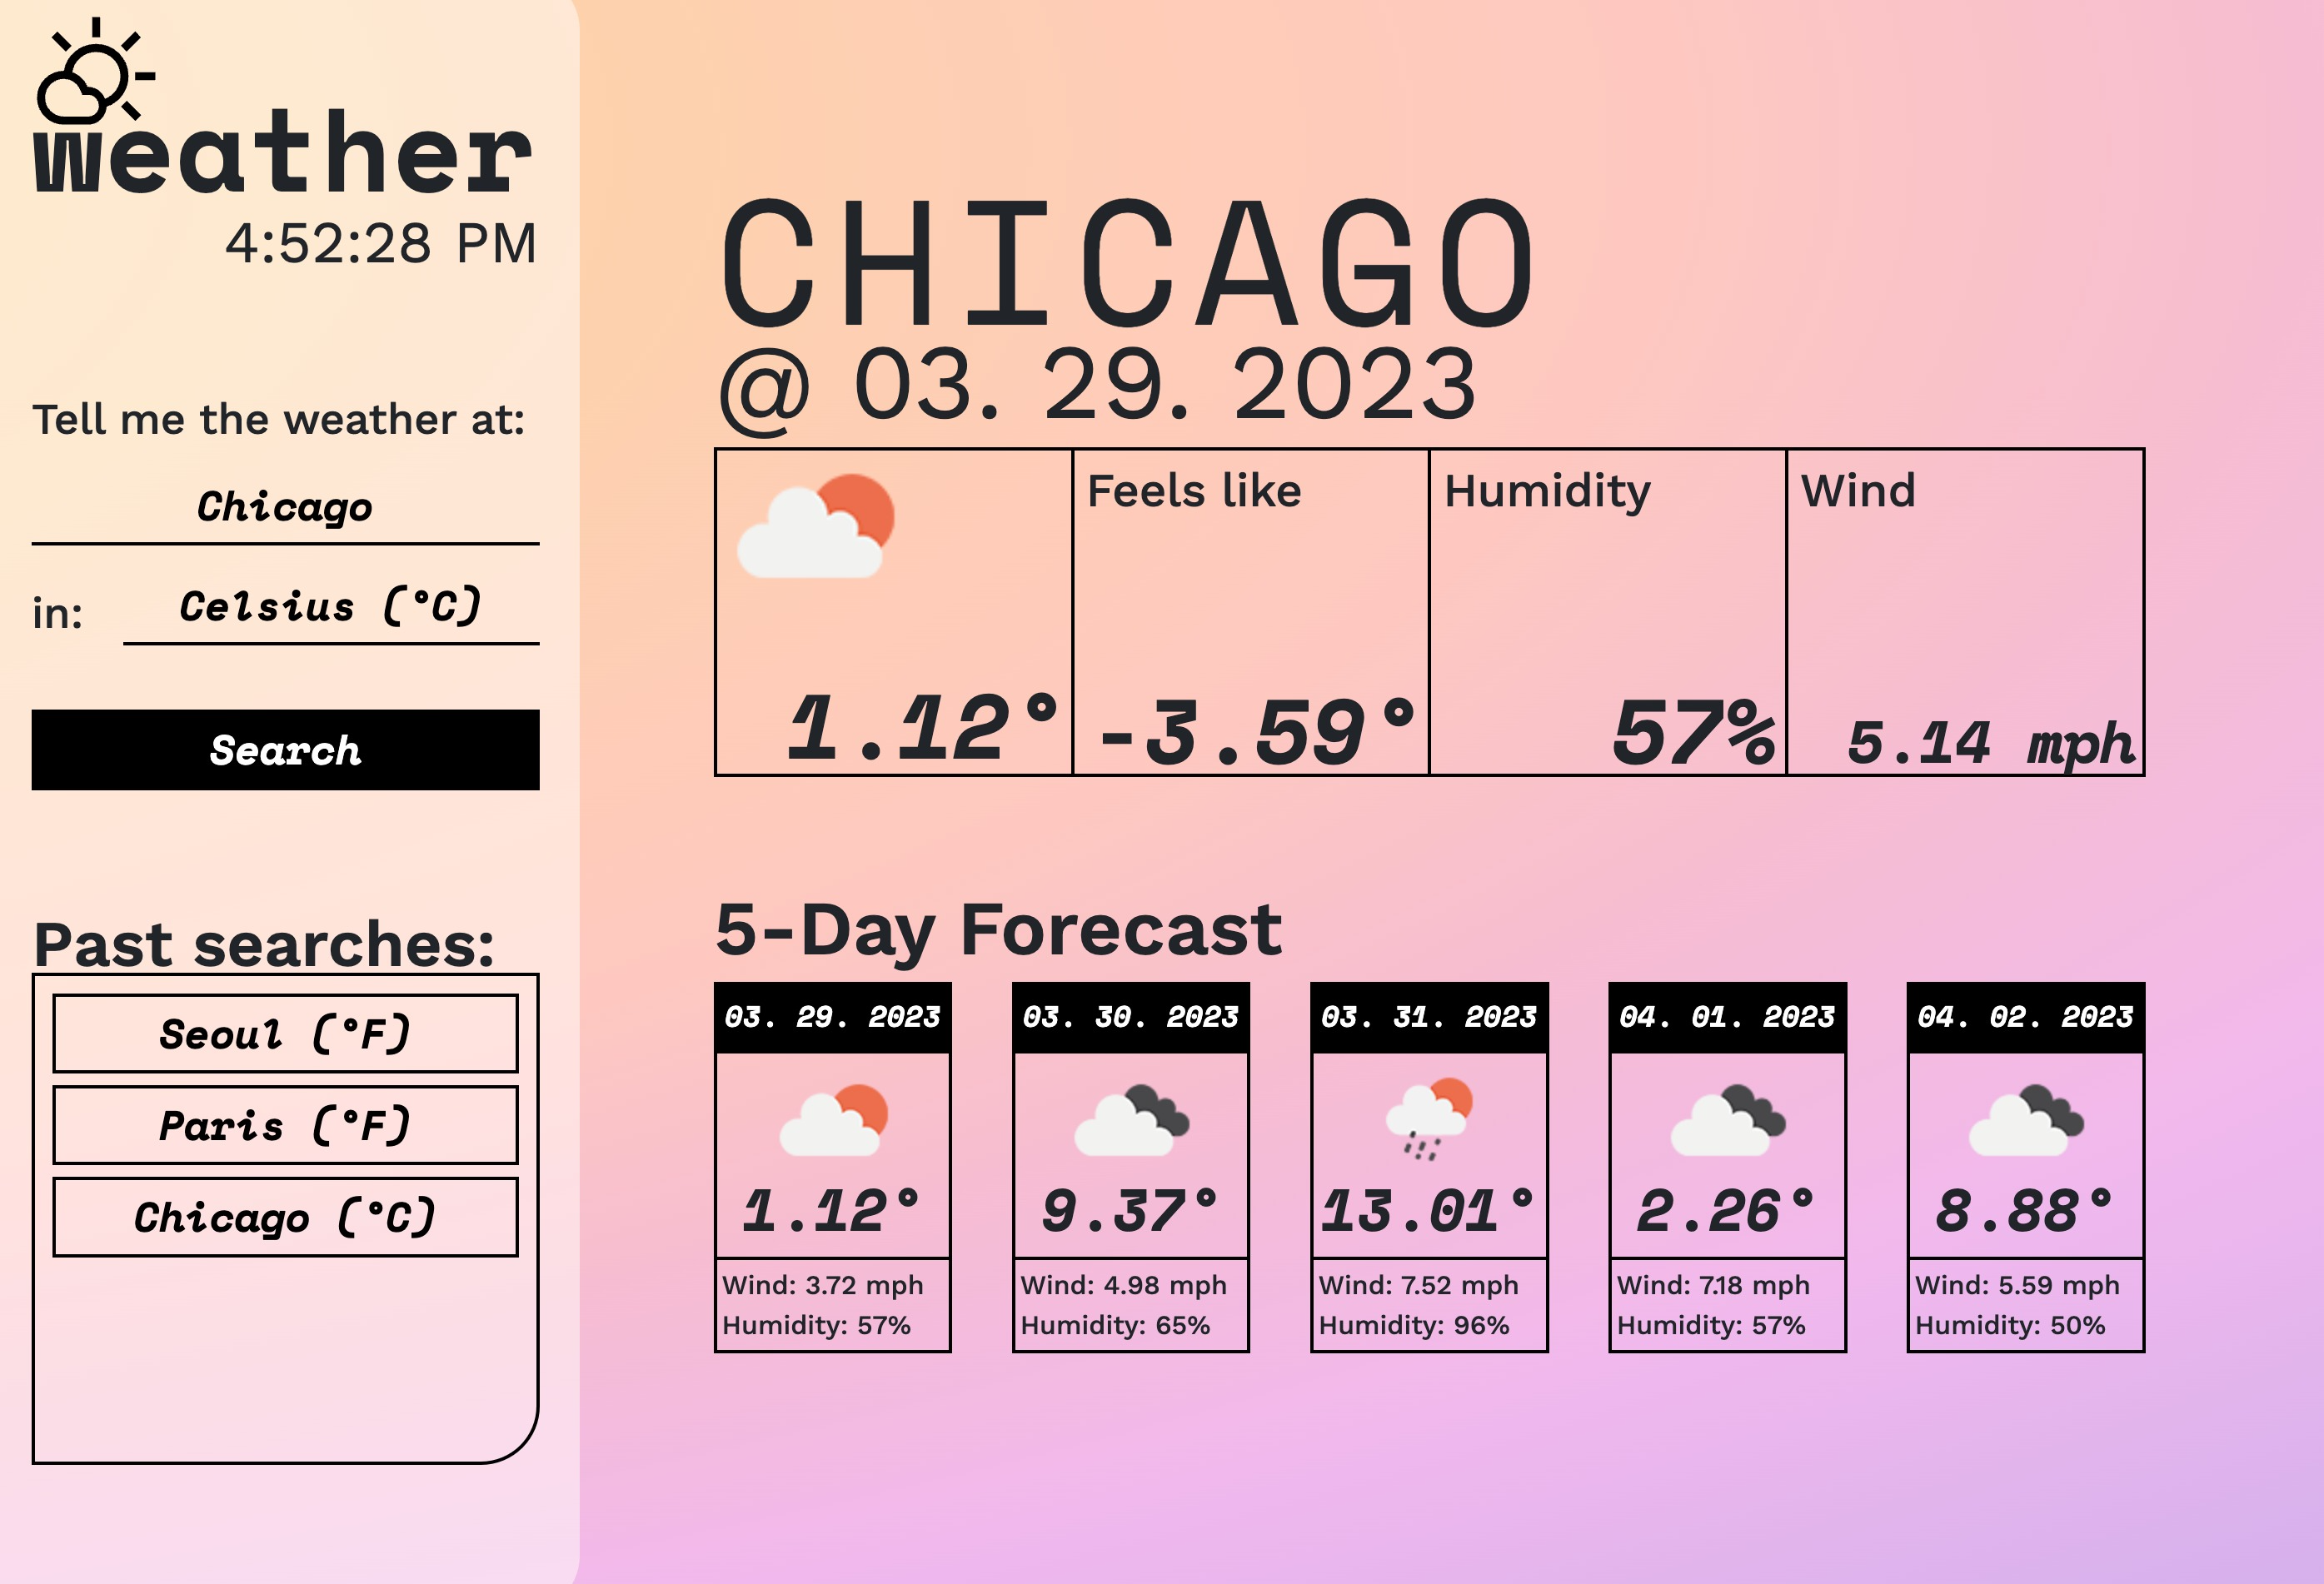 weather
4:52:28 PM
Tell me the weather at:
Chicago
in: Celsius (°C)
Search
Past searches:
Seoul (°F)
Paris (°F)
Chicago (°C)
CHICAGO
@ 03. 29. 2023
1.12°
Feels like
-3.59°
Humidity
57%
Wind
5.14 mph
5-Day Forecast
03. 29. 2023
1.12°
Wind: 3.72 mph
Humidity: 57%
03. 30. 2023
9.37°
Wind: 4.98 mph
Humidity: 65%
03. 31. 2023
13.01°
Wind: 7.52 mph
Humidity: 96%
04. 01. 2023
2.26°
Wind: 7.18 mph
Humidity: 57%
04. 02. 2023
8.88°
Wind: 5.59 mph
Humidity: 50%